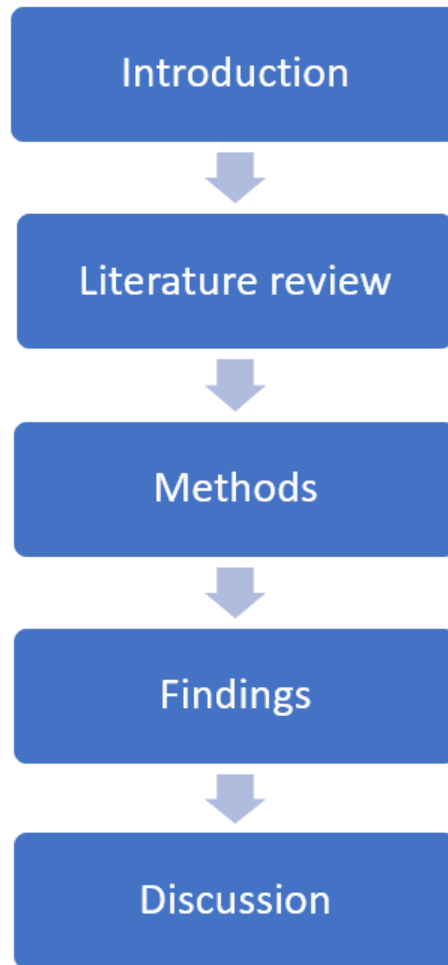 Introduction
Literature review
Methods
Findings
Discussion